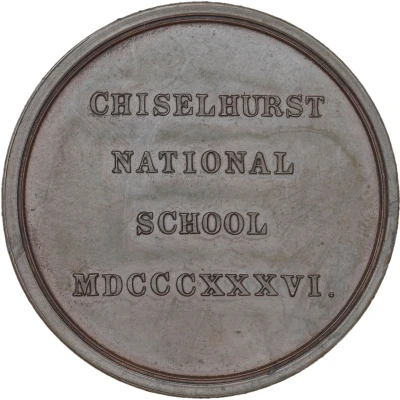 CHISELHURST
NATIONAL
SCHOOL
MDCCCXXXVI.